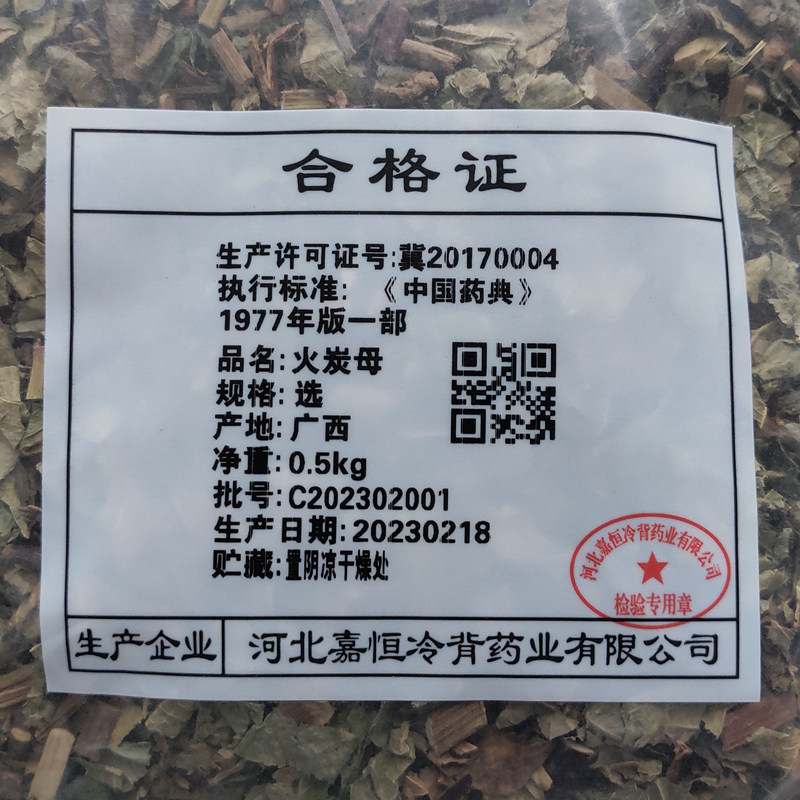 合格证
生产许可证号:冀20170004
执行标准:《中国药典》
1977年版一部
品名:火炭母
规格:选
产地:广西
净重:0.5kg
批号:C202302001
生产日期:20230218
贮藏:置阴凉干燥处
河北嘉恒冷背药业有限公司
检验专用章
生产企业 河北嘉恒冷背药业有限公司